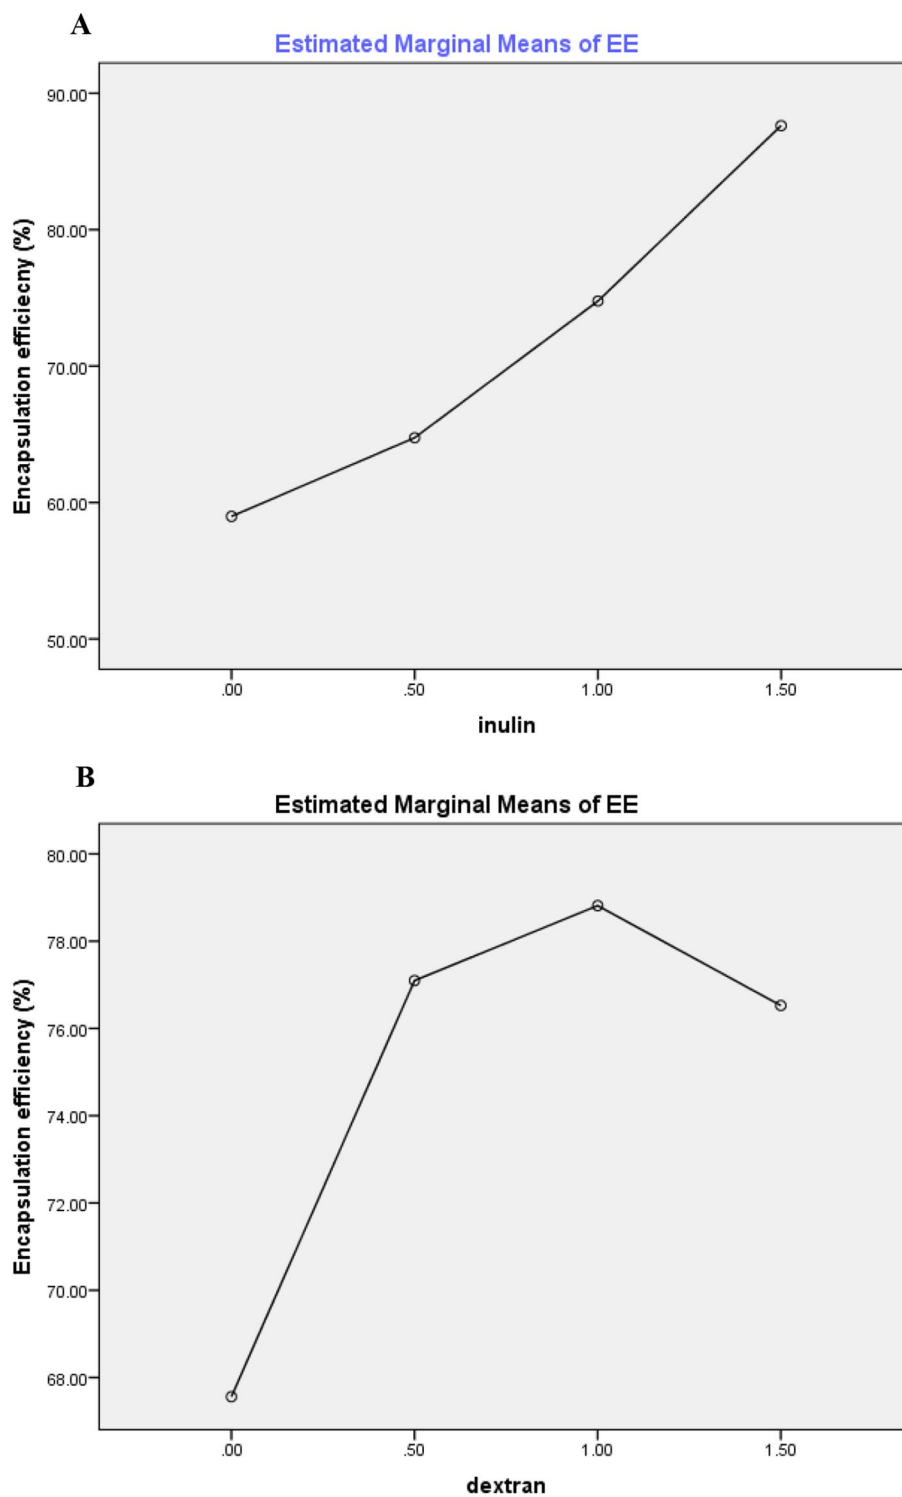 A
Estimated Marginal Means of EE
90.00
80.00
70.00
60.00
50.00
Encapsulation efficiecny (%)
.00 .50 1.00 1.50
inulin
B
Estimated Marginal Means of EE
80.00
78.00
76.00
74.00
72.00
70.00
68.00
Encapsulation efficiency (%)
.00 .50 1.00 1.50
dextran